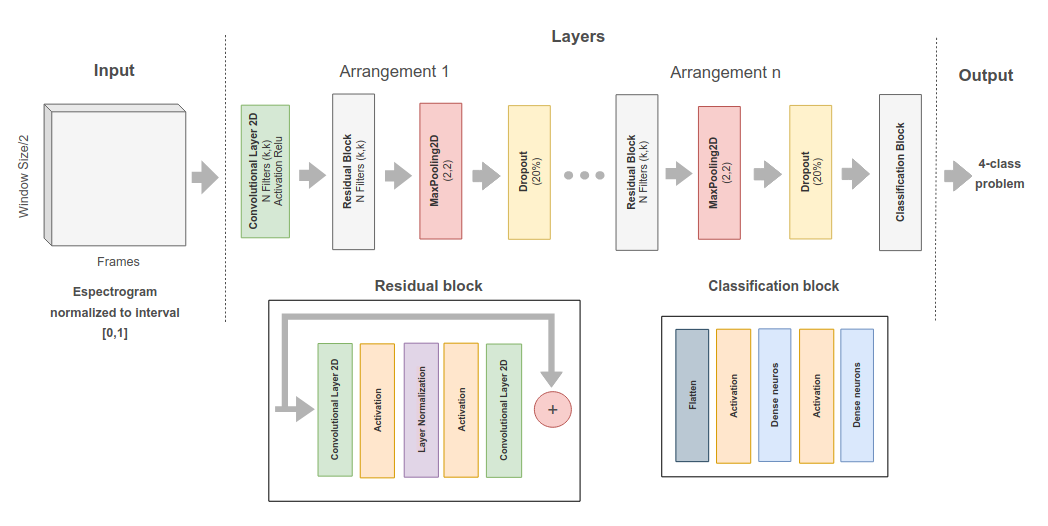 Layers
Input
Arrangement 1
Arrangement n
Output
Window Size/2
Frames
Espectrogram
normalized to interval
[0,1]
Convolutional Layer 2D
N Filters (k,k)
Activation Relu
Residual Block
N Filters (k,k)
MaxPooling2D
(2,2)
Dropout
(20%)
Residual Block
N Filters (k,k)
MaxPooling2D
(2,2)
Dropout
(20%)
Classification Block
4-class
problem
Residual block
Convolutional Layer 2D
Activation
Layer Normalization
Activation
Convolutional Layer 2D
+
Classification block
Flatten
Activation
Dense neuros
Activation
Dense neurons